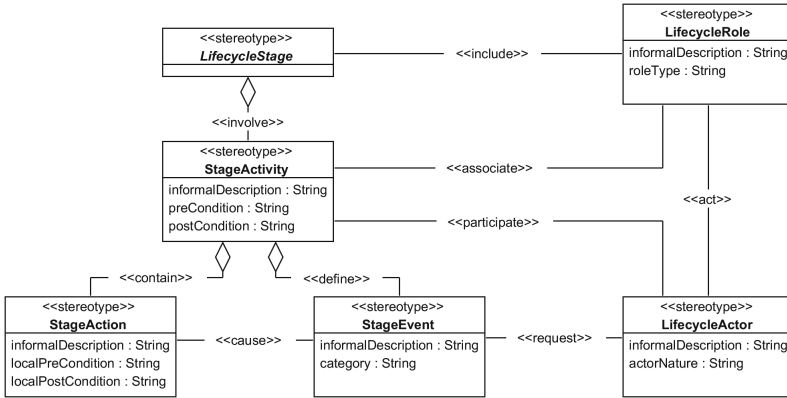 <<stereotype>>
LifecycleRole
informalDescription : String
roleType : String
<<stereotype>>
LifecycleStage
<<include>>
<<involve>>
<<stereotype>>
StageActivity
informalDescription : String
preCondition : String
postCondition : String
<<associate>>
<<act>>
<<participate>>
<<contain>>
<<define>>
<<stereotype>>
StageAction
informalDescription : String
localPreCondition : String
localPostCondition : String
<<cause>>
<<stereotype>>
StageEvent
informalDescription : String
category : String
<<request>>
<<stereotype>>
LifecycleActor
informalDescription : String
actorNature : String